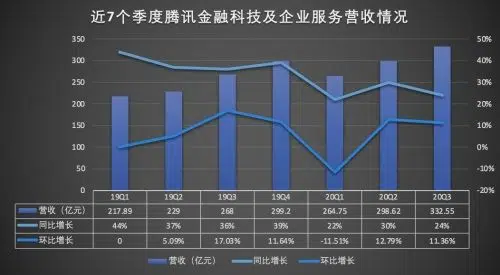 近7个季度腾讯金融科技及企业服务营收情况
350 50%
300 40%
250 30%
200 20%
150 10%
100 0%
50 -10%
0 -20%
19Q1 19Q2 19Q3 19Q4 20Q1 20Q2 20Q3
营收（亿元） 217.89 229 268 299.2 264.75 298.62 332.55
同比增长 44% 37% 36% 39% 22% 30% 24%
环比增长 0 5.09% 17.03% 11.64% -11.51% 12.79% 11.36%
营收（亿元） 同比增长 环比增长